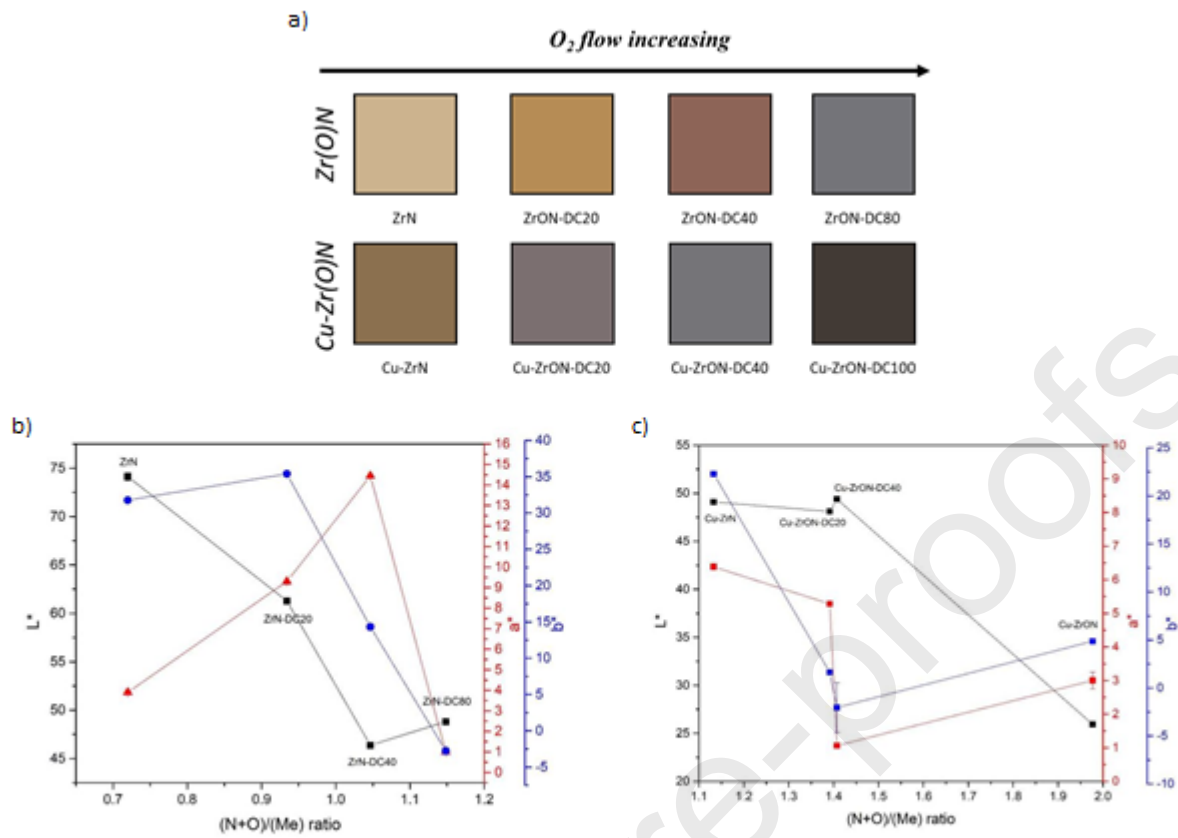 a)
O2 flow increasing
Zr(O)N
ZrN ZrON-DC20 ZrON-DC40 ZrON-DC80
Cu-Zr(O)N
Cu-ZrN Cu-ZrON-DC20 Cu-ZrON-DC40 Cu-ZrON-DC100
b)
ZrN
ZrN-DC20
ZrN-DC40
ZrN-DC80
L*
75
70
65
60
55
50
45
0.7 0.8 0.9 1.0 1.1 1.2
(N+O)/(Me) ratio
a*
16
15
14
13
12
11
10
9
8
7
6
5
4
3
2
1
0
b*
40
35
30
25
20
15
10
5
0
-5
c)
Cu-ZrN
Cu-ZrON-DC20
Cu-ZrON-DC40
Cu-ZrON
L*
55
50
45
40
35
30
25
20
1.1 1.2 1.3 1.4 1.5 1.6 1.7 1.8 1.9 2.0
(N+O)/(Me) ratio
a*
10
9
8
7
6
5
4
3
2
1
0
b*
25
20
15
10
5
0
-5
-10
e-proofs